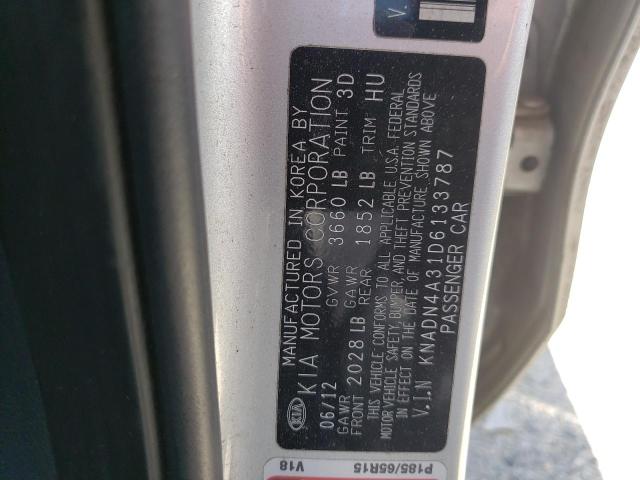 MANUFACTURED IN KOREA BY
KIA KIA MOTORS CORPORATION
06/12 GVWR 3660 LB PAINT 3D
GAWR FRONT 2028 LB GAWR REAR 1852 LB TRIM HU
THIS VEHICLE CONFORMS TO ALL APPLICABLE U.S.A. FEDERAL
MOTOR VEHICLE SAFETY, BUMPER, AND THEFT PREVENTION STANDARDS
IN EFFECT ON THE DATE OF MANUFACTURE SHOWN ABOVE
V.I.N KNADN4A31D6133787
PASSENGER CAR
V.
V18 P185/65R15